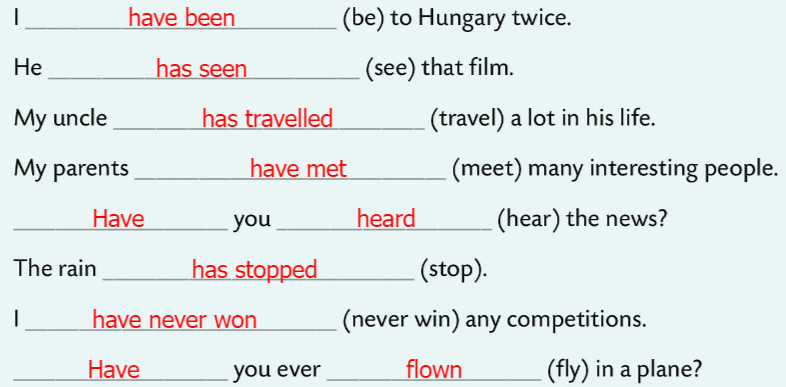 I have been (be) to Hungary twice.
He has seen (see) that film.
My uncle has travelled (travel) a lot in his life.
My parents have met (meet) many interesting people.
Have you heard (hear) the news?
The rain has stopped (stop).
I have never won (never win) any competitions.
Have you ever flown (fly) in a plane?